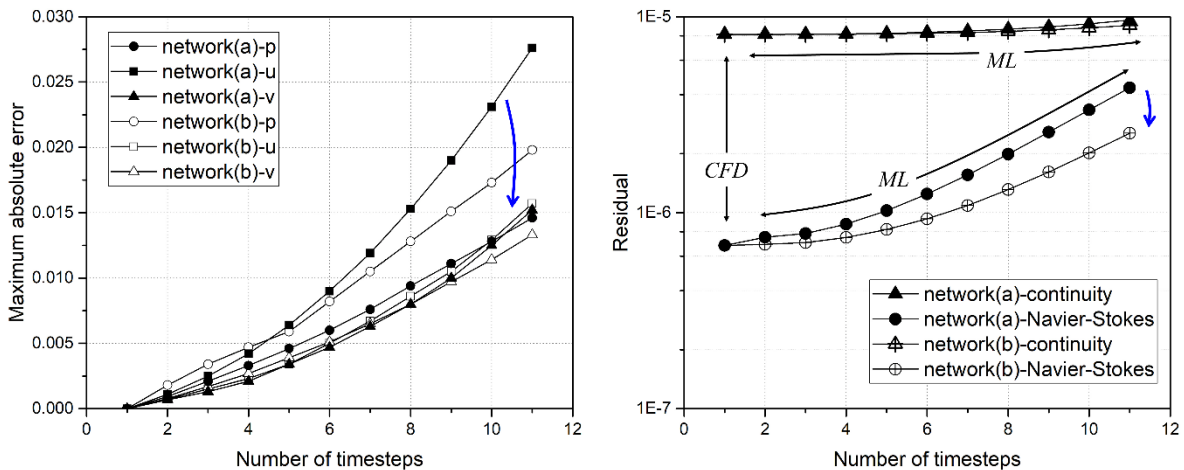 0.030
0.025
0.020
0.015
0.010
0.005
0.000
Maximum absolute error
network(a)-p
network(a)-u
network(a)-v
network(b)-p
network(b)-u
network(b)-v
0 2 4 6 8 10 12
Number of timesteps
1E-5
1E-6
1E-7
Residual
ML
CFD
ML
network(a)-continuity
network(a)-Navier-Stokes
network(b)-continuity
network(b)-Navier-Stokes
0 2 4 6 8 10 12
Number of timesteps